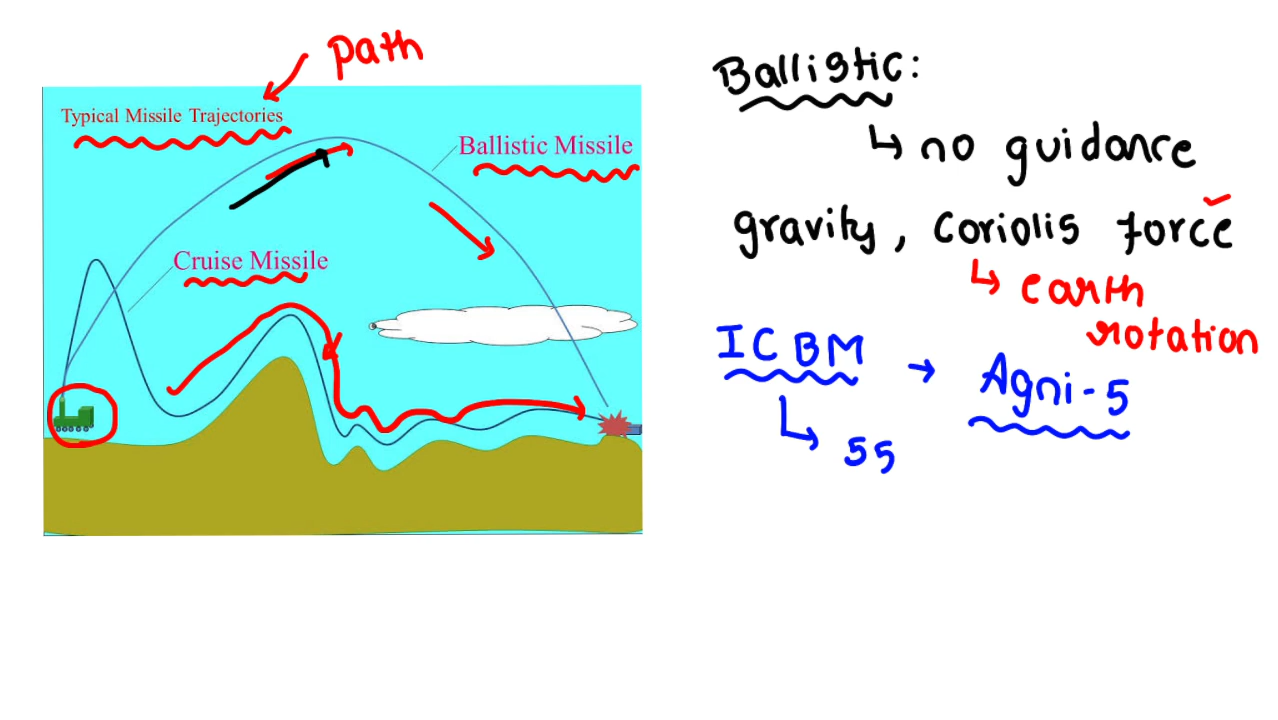 Path
Typical Missile Trajectories
Ballistic Missile
Cruise Missile
Ballistic:
↳ no guidance
gravity, Coriolis force
↳ earth
rotation
ICBM → Agni-5
↳ 55